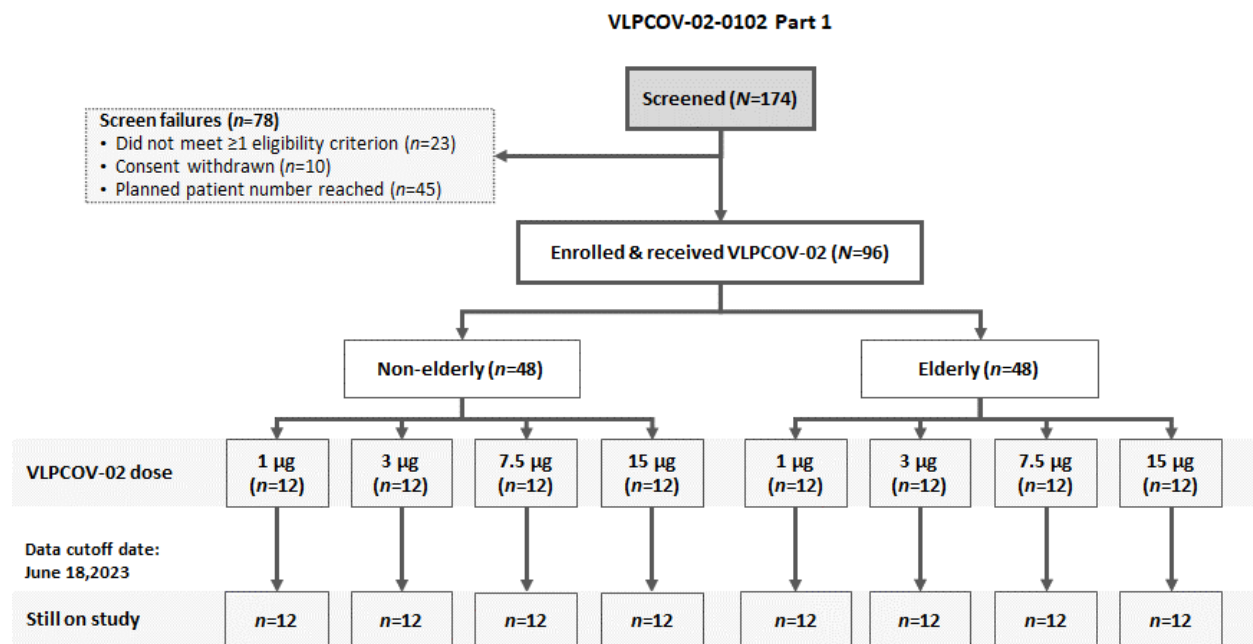 VLPCOV-02-0102 Part 1
Screened (N=174)
Screen failures (n=78)
• Did not meet ≥1 eligibility criterion (n=23)
• Consent withdrawn (n=10)
• Planned patient number reached (n=45)
Enrolled & received VLPCOV-02 (N=96)
Non-elderly (n=48)
Elderly (n=48)
VLPCOV-02 dose
1 µg
(n=12)
3 µg
(n=12)
7.5 µg
(n=12)
15 µg
(n=12)
1 µg
(n=12)
3 µg
(n=12)
7.5 µg
(n=12)
15 µg
(n=12)
Data cutoff date:
June 18,2023
Still on study
n=12
n=12
n=12
n=12
n=12
n=12
n=12
n=12